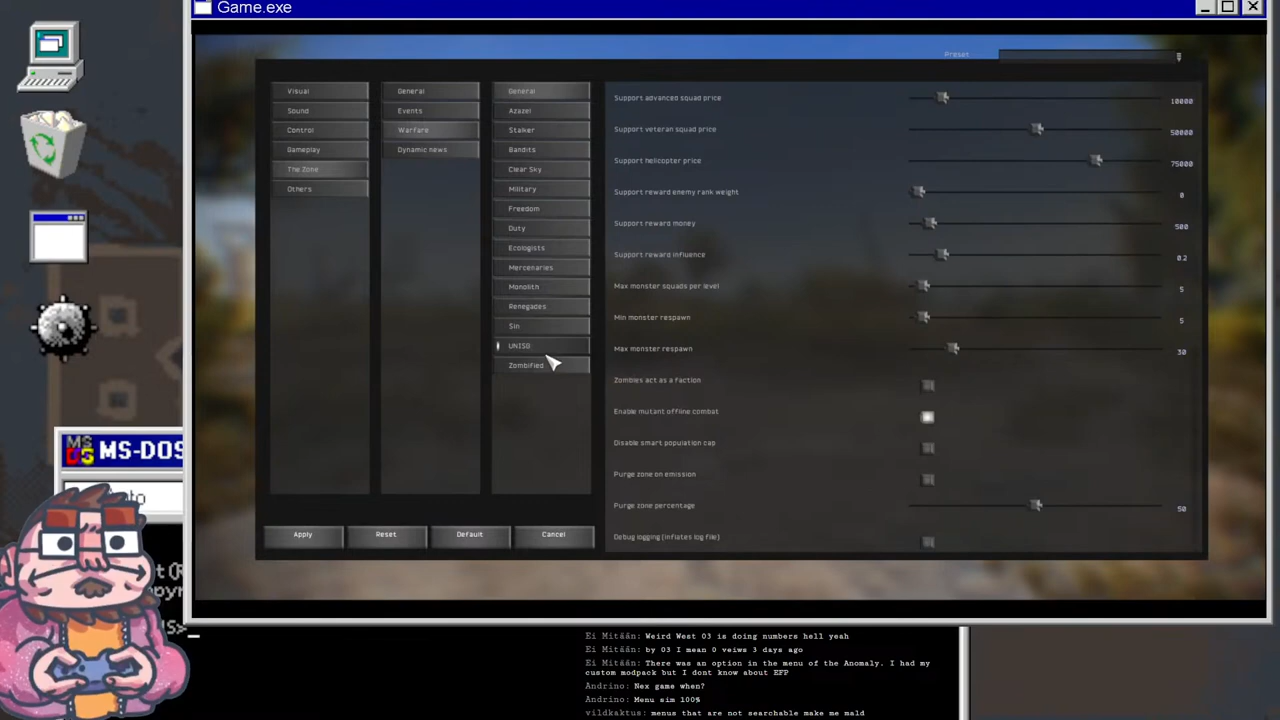 Game.exe
Preset
Visual
Sound
Control
Gameplay
The Zone
Others
General
Events
Warfare
Dynamic news
General
Azazel
Stalker
Bandits
Clear Sky
Military
Freedom
Duty
Ecologists
Mercenaries
Monolith
Renegades
Sin
UNISG
Zombified
Support advanced squad price 10000
Support veteran squad price 50000
Support helicopter price 75000
Support reward enemy rank weight 0
Support reward money 500
Support reward influence 0.2
Max monster squads per level 5
Min monster respawn 5
Max monster respawn 30
Zombies act as a faction
Enable mutant offline combat
Disable smart population cap
Purge zone on emission
Purge zone percentage 50
Debug logging (inflates log file)
Apply Reset Default Cancel
MS-DOS
Ei Mitään: Weird West 03 is doing numbers hell yeah
Ei Mitään: by 03 I mean 0 veiws 3 days ago
Ei Mitään: There was an option in the menu of the Anomaly. I had my
custom modpack but I dont know about EFP
Andrino: Nex game when?
Andrino: Menu sim 100%
vildkaktus: menus that are not searchable make me mald